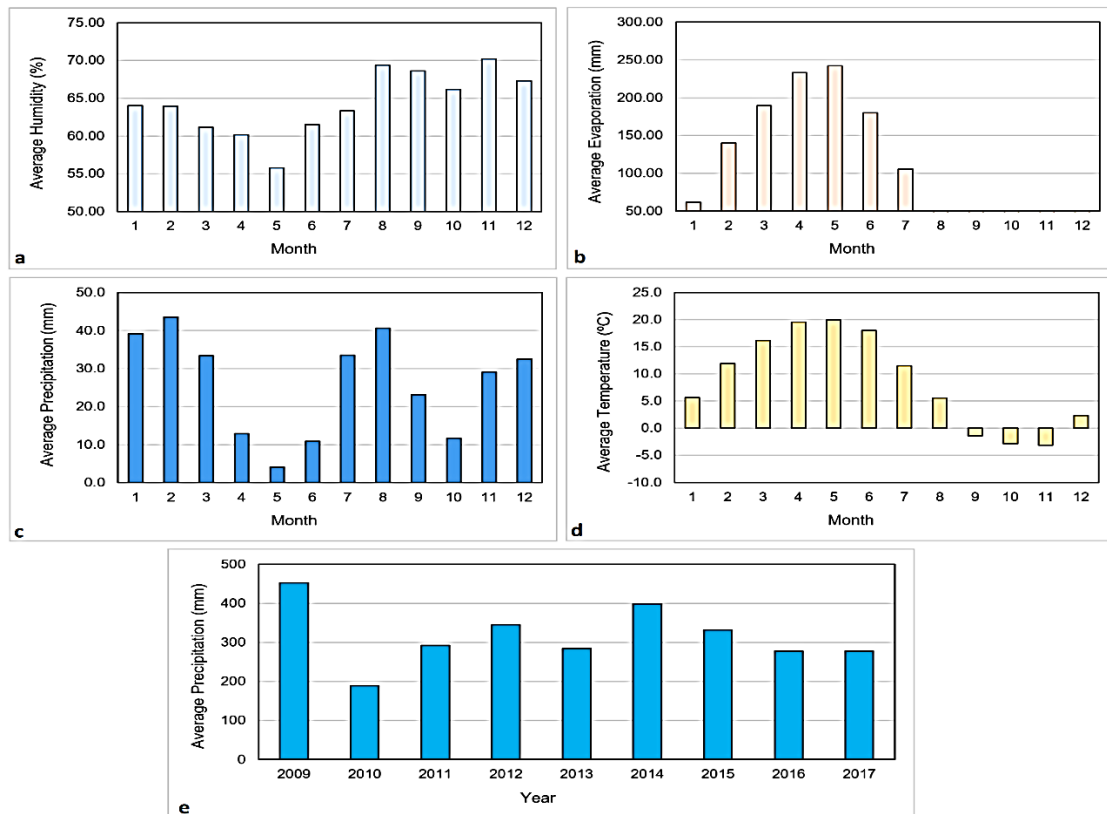 Average Humidity (%)
75.00
70.00
65.00
60.00
55.00
50.00
1 2 3 4 5 6 7 8 9 10 11 12
Month
a
Average Evaporation (mm)
300.00
250.00
200.00
150.00
100.00
50.00
1 2 3 4 5 6 7 8 9 10 11 12
Month
b
Average Precipitation (mm)
50.0
40.0
30.0
20.0
10.0
0.0
1 2 3 4 5 6 7 8 9 10 11 12
Month
c
Average Temperature (ºC)
25.0
20.0
15.0
10.0
5.0
0.0
-5.0
-10.0
1 2 3 4 5 6 7 8 9 10 11 12
Month
d
Average Precipitation (mm)
500
400
300
200
100
0
2009 2010 2011 2012 2013 2014 2015 2016 2017
Year
e